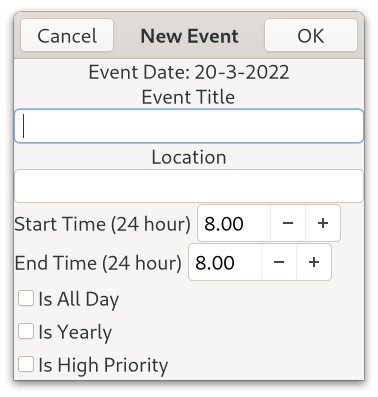 Cancel New Event OK
Event Date: 20-3-2022
Event Title
Location
Start Time (24 hour) 8.00 − +
End Time (24 hour) 8.00 − +
Is All Day
Is Yearly
Is High Priority